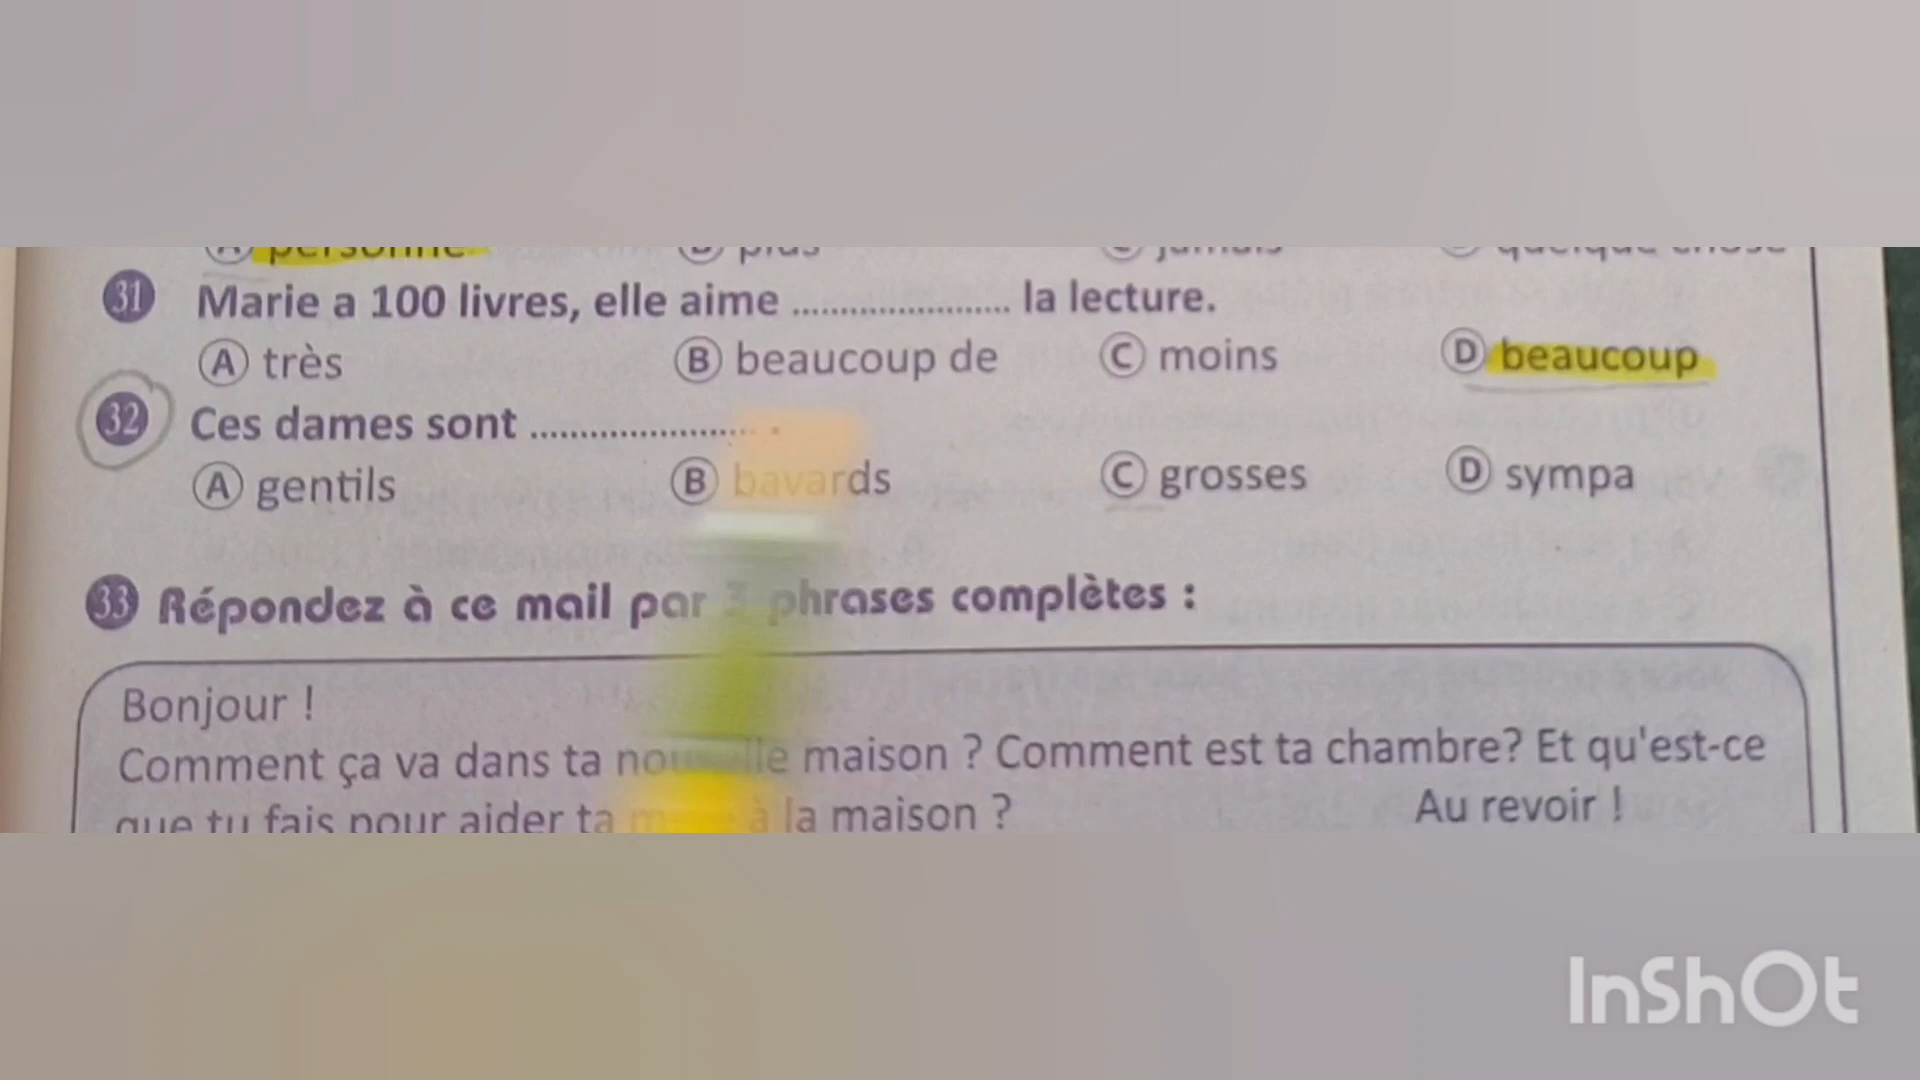 31 Marie a 100 livres, elle aime ...................... la lecture.
A très B beaucoup de C moins D beaucoup
32 Ces dames sont ...................... .
A gentils B bavards C grosses D sympa
33 Répondez à ce mail par phrases complètes :
Bonjour !
Comment ça va dans ta nouvelle maison ? Comment est ta chambre? Et qu'est-ce
que tu fais pour aider ta à la maison ?
Au revoir !
InShOt